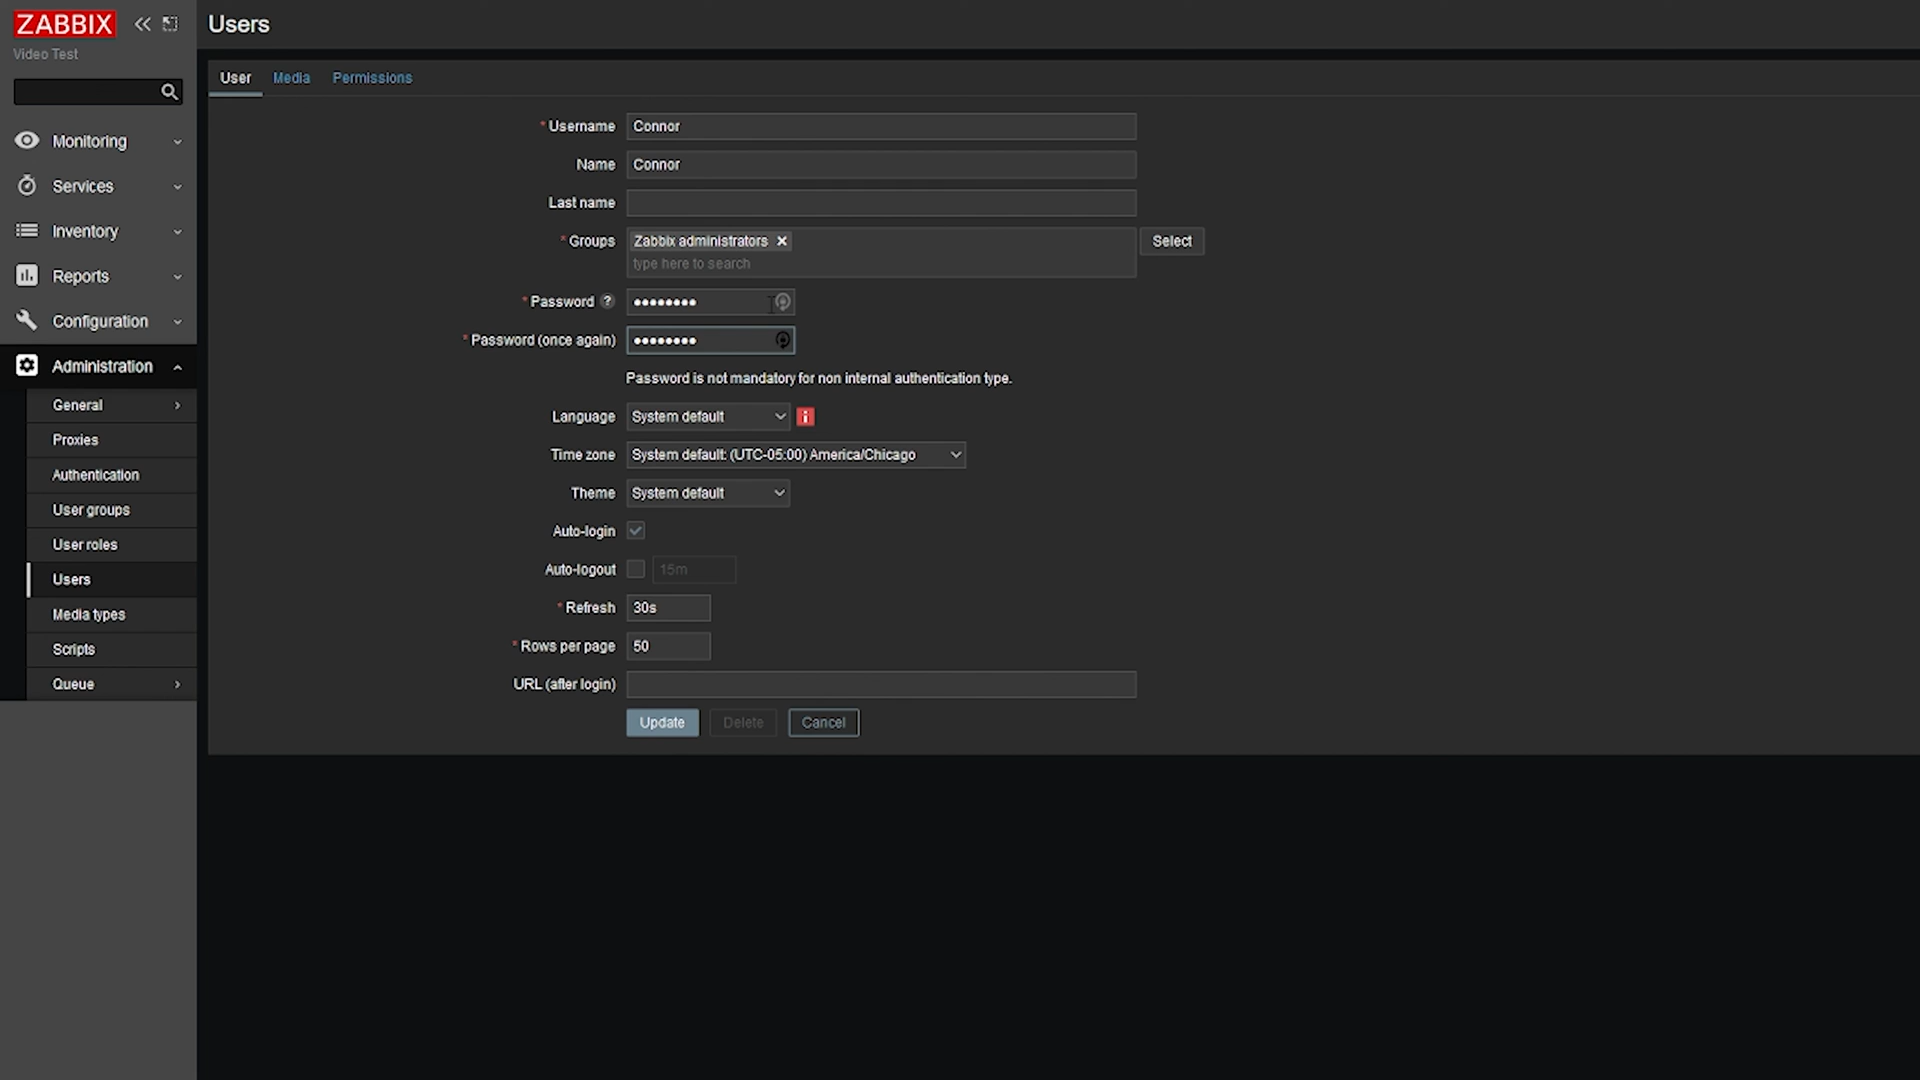 ZABBIX
Video Test
Monitoring
Services
Inventory
Reports
Configuration
Administration
General
Proxies
Authentication
User groups
User roles
Users
Media types
Scripts
Queue
Users
User Media Permissions
* Username Connor
Name Connor
Last name
* Groups Zabbix administrators ✕ Select
type here to search
* Password ? ••••••••
* Password (once again) ••••••••
Password is not mandatory for non internal authentication type.
Language System default i
Time zone System default: (UTC-05:00) America/Chicago
Theme System default
Auto-login
Auto-logout 15m
* Refresh 30s
* Rows per page 50
URL (after login)
Update Delete Cancel